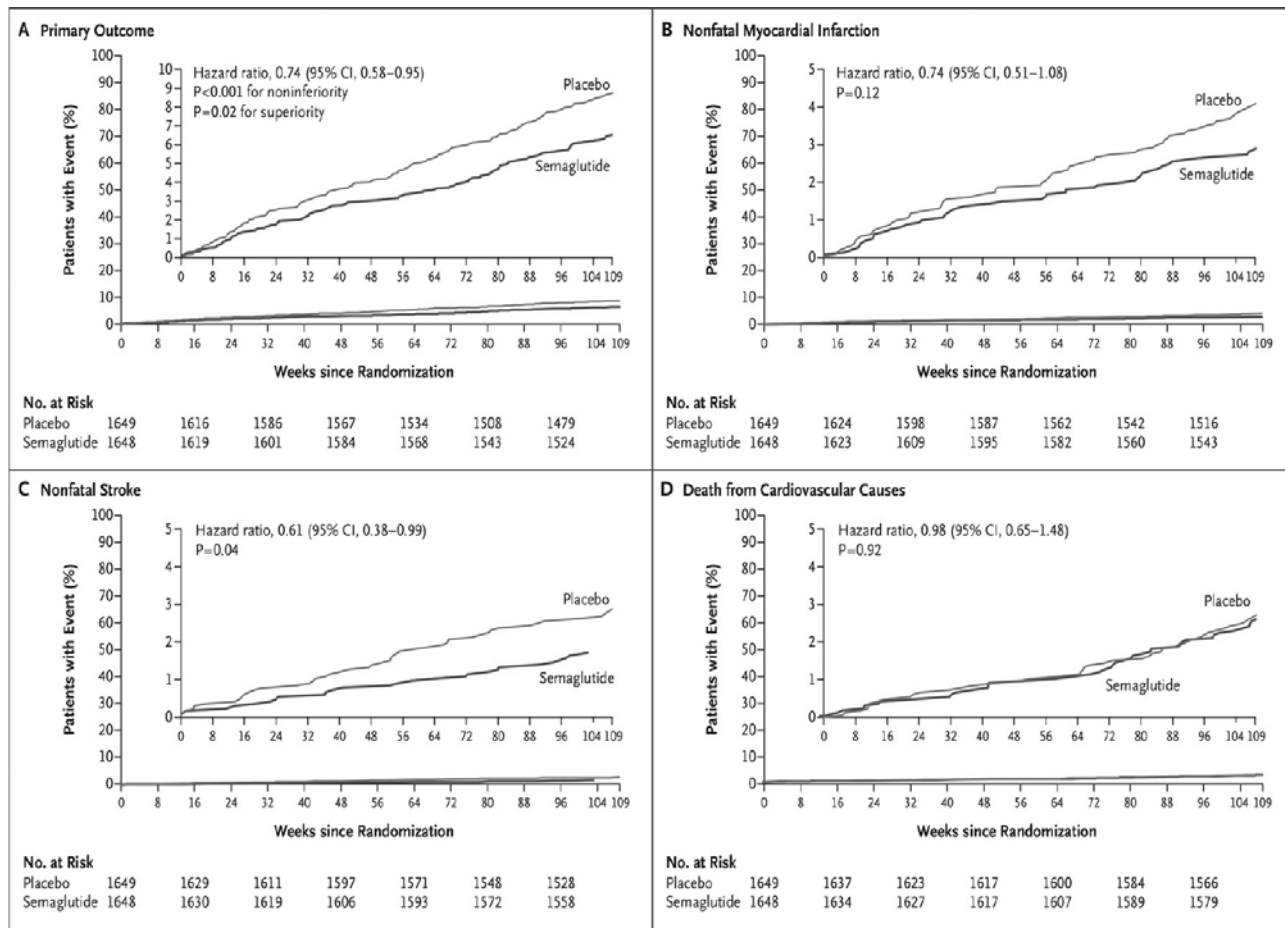 A Primary Outcome
Patients with Event (%)
100
90
80
70
60
50
40
30
20
10
0
10
9
8
7
6
5
4
3
2
1
0
Hazard ratio, 0.74 (95% CI, 0.58–0.95)
P<0.001 for noninferiority
P=0.02 for superiority
Placebo
Semaglutide
0 8 16 24 32 40 48 56 64 72 80 88 96 104 109
0 8 16 24 32 40 48 56 64 72 80 88 96 104 109
Weeks since Randomization
No. at Risk
Placebo 1649 1616 1586 1567 1534 1508 1479
Semaglutide 1648 1619 1601 1584 1568 1543 1524
B Nonfatal Myocardial Infarction
Patients with Event (%)
100
90
80
70
60
50
40
30
20
10
0
5
4
3
2
1
0
Hazard ratio, 0.74 (95% CI, 0.51–1.08)
P=0.12
Placebo
Semaglutide
0 8 16 24 32 40 48 56 64 72 80 88 96 104 109
0 8 16 24 32 40 48 56 64 72 80 88 96 104 109
Weeks since Randomization
No. at Risk
Placebo 1649 1624 1598 1587 1562 1542 1516
Semaglutide 1648 1623 1609 1595 1582 1560 1543
C Nonfatal Stroke
Patients with Event (%)
100
90
80
70
60
50
40
30
20
10
0
5
4
3
2
1
0
Hazard ratio, 0.61 (95% CI, 0.38–0.99)
P=0.04
Placebo
Semaglutide
0 8 16 24 32 40 48 56 64 72 80 88 96 104 109
0 8 16 24 32 40 48 56 64 72 80 88 96 104 109
Weeks since Randomization
No. at Risk
Placebo 1649 1629 1611 1597 1571 1548 1528
Semaglutide 1648 1630 1619 1606 1593 1572 1558
D Death from Cardiovascular Causes
Patients with Event (%)
100
90
80
70
60
50
40
30
20
10
0
5
4
3
2
1
0
Hazard ratio, 0.98 (95% CI, 0.65–1.48)
P=0.92
Placebo
Semaglutide
0 8 16 24 32 40 48 56 64 72 80 88 96 104 109
0 8 16 24 32 40 48 56 64 72 80 88 96 104 109
Weeks since Randomization
No. at Risk
Placebo 1649 1637 1623 1617 1600 1584 1566
Semaglutide 1648 1634 1627 1617 1607 1589 1579